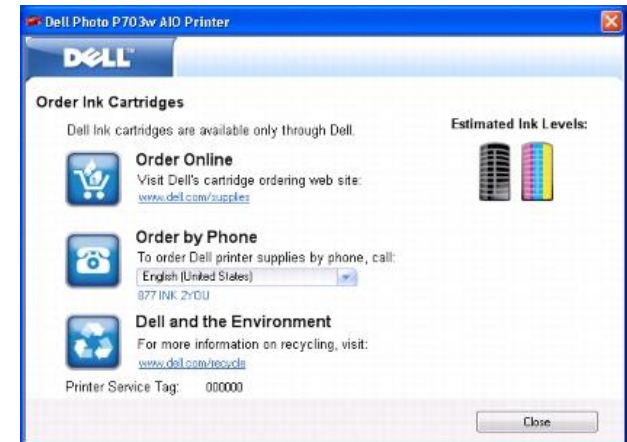 Dell Photo P703w AIO Printer
DELL™
Order Ink Cartridges
Dell Ink cartridges are available only through Dell.
Estimated Ink Levels:
Order Online
Visit Dell's cartridge ordering web site:
www.dell.com/supplies
Order by Phone
To order Dell printer supplies by phone, call:
English (United States)
877 INK 2YOU
Dell and the Environment
For more information on recycling, visit:
www.dell.com/recycle
Printer Service Tag: 000000
Close